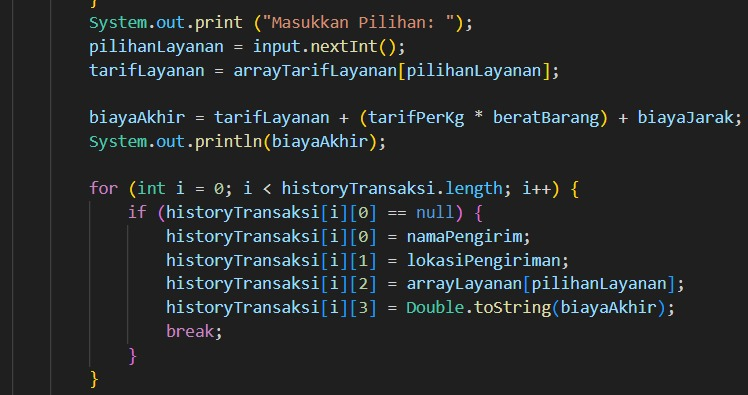 }
System.out.print ("Masukkan Pilihan: ");
pilihanLayanan = input.nextInt();
tarifLayanan = arrayTarifLayanan[pilihanLayanan];
biayaAkhir = tarifLayanan + (tarifPerKg * beratBarang) + biayaJarak;
System.out.println(biayaAkhir);
for (int i = 0; i < historyTransaksi.length; i++) {
if (historyTransaksi[i][0] == null) {
historyTransaksi[i][0] = namaPengirim;
historyTransaksi[i][1] = lokasiPengiriman;
historyTransaksi[i][2] = arrayLayanan[pilihanLayanan];
historyTransaksi[i][3] = Double.toString(biayaAkhir);
break;
}
}